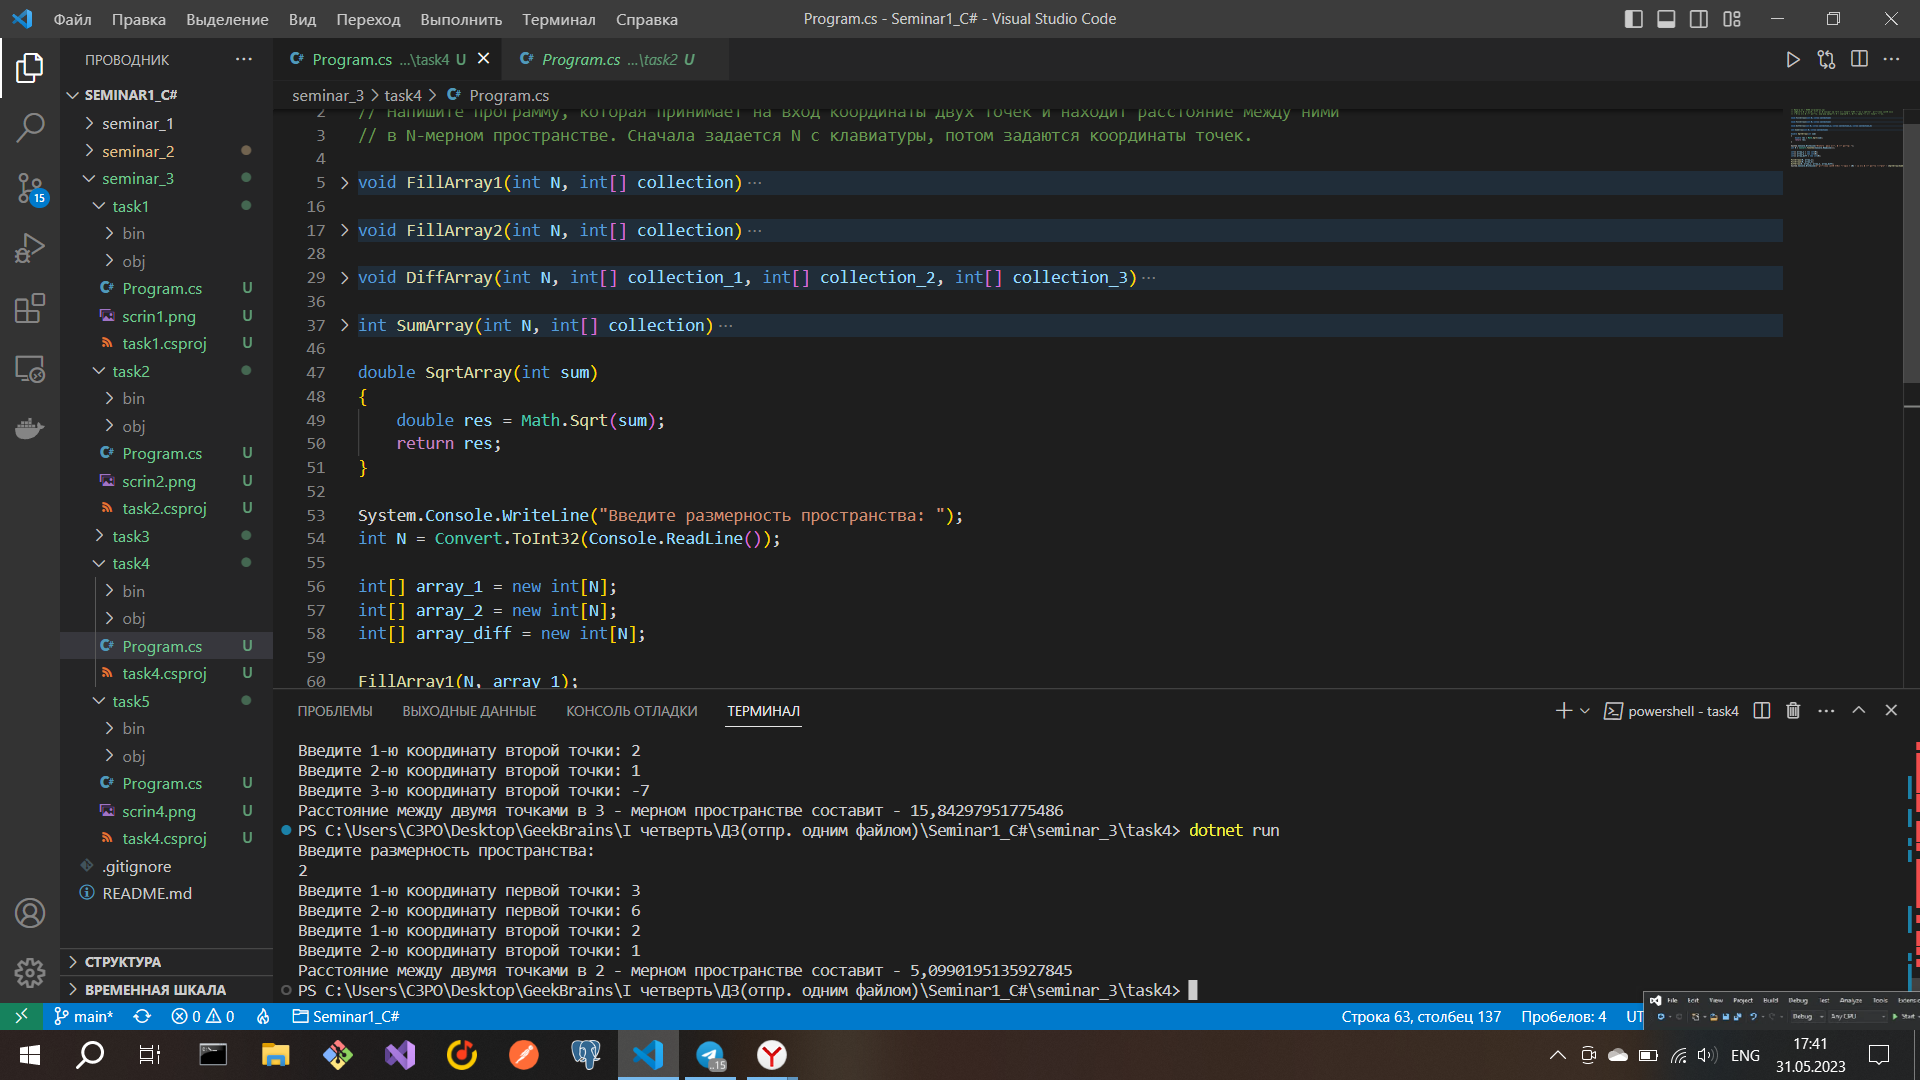 Файл Правка Выделение Вид Переход Выполнить Терминал Справка
Program.cs - Seminar1_C# - Visual Studio Code
ПРОВОДНИК ···
SEMINAR1_C#
seminar_1
seminar_2
seminar_3
task1
bin
obj
Program.cs U
scrin1.png U
task1.csproj U
task2
bin
obj
Program.cs U
scrin2.png U
task2.csproj U
task3
task4
bin
obj
Program.cs U
task4.csproj U
task5
bin
obj
Program.cs U
scrin4.png U
task4.csproj U
.gitignore
README.md
СТРУКТУРА
ВРЕМЕННАЯ ШКАЛА
15
Program.cs ...\task4 U
Program.cs ...\task2 U
seminar_3 > task4 > Program.cs
2 // Напишите программу, которая принимает на вход координаты двух точек и находит расстояние между ними
3 // в N-мерном пространстве. Сначала задается N с клавиатуры, потом задаются координаты точек.
4
5 void FillArray1(int N, int[] collection)···
16
17 void FillArray2(int N, int[] collection)···
28
29 void DiffArray(int N, int[] collection_1, int[] collection_2, int[] collection_3)···
36
37 int SumArray(int N, int[] collection)···
46
47 double SqrtArray(int sum)
48 {
49 double res = Math.Sqrt(sum);
50 return res;
51 }
52
53 System.Console.WriteLine("Введите размерность пространства: ");
54 int N = Convert.ToInt32(Console.ReadLine());
55
56 int[] array_1 = new int[N];
57 int[] array_2 = new int[N];
58 int[] array_diff = new int[N];
59
60 FillArray1(N, array_1);
ПРОБЛЕМЫ ВЫХОДНЫЕ ДАННЫЕ КОНСОЛЬ ОТЛАДКИ ТЕРМИНАЛ
powershell - task4
Введите 1-ю координату второй точки: 2
Введите 2-ю координату второй точки: 1
Введите 3-ю координату второй точки: -7
Расстояние между двумя точками в 3 - мерном пространстве составит - 15,84297951775486
PS C:\Users\C3PO\Desktop\GeekBrains\I четверть\ДЗ(отпр. одним файлом)\Seminar1_C#\seminar_3\task4> dotnet run
Введите размерность пространства:
2
Введите 1-ю координату первой точки: 3
Введите 2-ю координату первой точки: 6
Введите 1-ю координату второй точки: 2
Введите 2-ю координату второй точки: 1
Расстояние между двумя точками в 2 - мерном пространстве составит - 5,0990195135927845
PS C:\Users\C3PO\Desktop\GeekBrains\I четверть\ДЗ(отпр. одним файлом)\Seminar1_C#\seminar_3\task4>
main* 0 0 Seminar1_C#
Строка 63, столбец 137 Пробелов: 4 UT
File Edit View Project Build Debug Test Analyze Tools
Debug Any CPU Start
15
ENG
17:41
31.05.2023